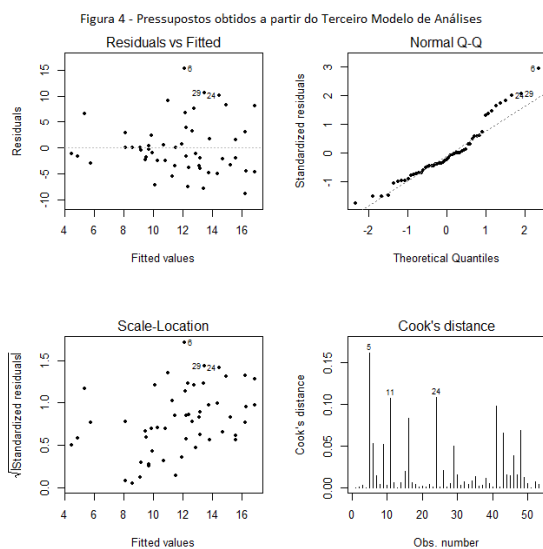 Figura 4 - Pressupostos obtidos a partir do Terceiro Modelo de Análises
Residuals vs Fitted
Residuals
15
10
5
0
-5
-10
6
29
24
4 6 8 10 12 14 16
Fitted values
Normal Q-Q
Standardized residuals
3
2
1
0
-1
6
24
29
-2 -1 0 1 2
Theoretical Quantiles
Scale-Location
√|Standardized residuals|
1.5
1.0
0.5
0.0
6
29
24
4 6 8 10 12 14 16
Fitted values
Cook's distance
Cook's distance
0.15
0.10
0.05
0.00
5
11
24
0 10 20 30 40 50
Obs. number